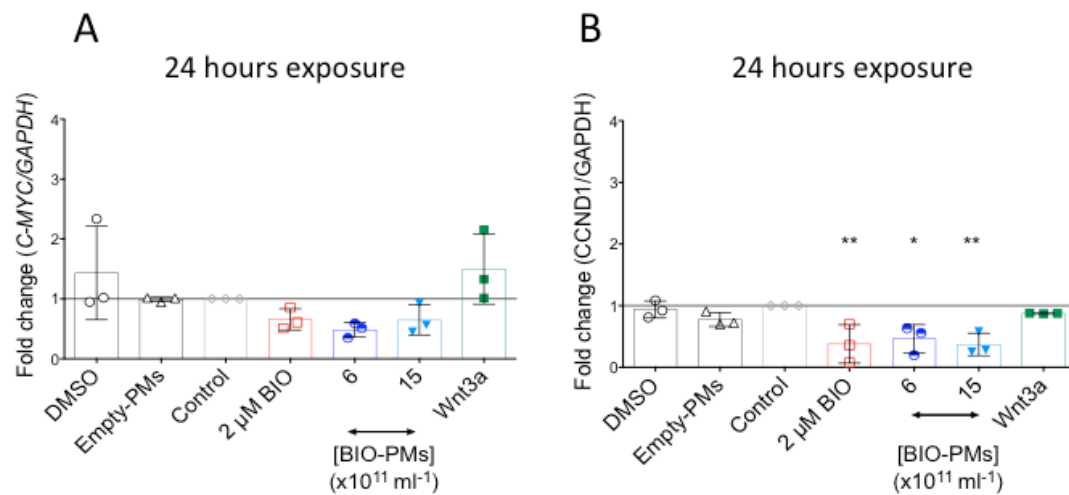 A
24 hours exposure
Fold change (C-MYC/GAPDH)
4
3
2
1
0
DMSO
Empty-PMs
Control
2 µM BIO
6
15
Wnt3a
[BIO-PMs]
(x10¹¹ ml⁻¹)
B
24 hours exposure
Fold change (CCND1/GAPDH)
4
3
2
1
0
**
*
**
DMSO
Empty-PMs
Control
2 µM BIO
6
15
Wnt3a
[BIO-PMs]
(x10¹¹ ml⁻¹)